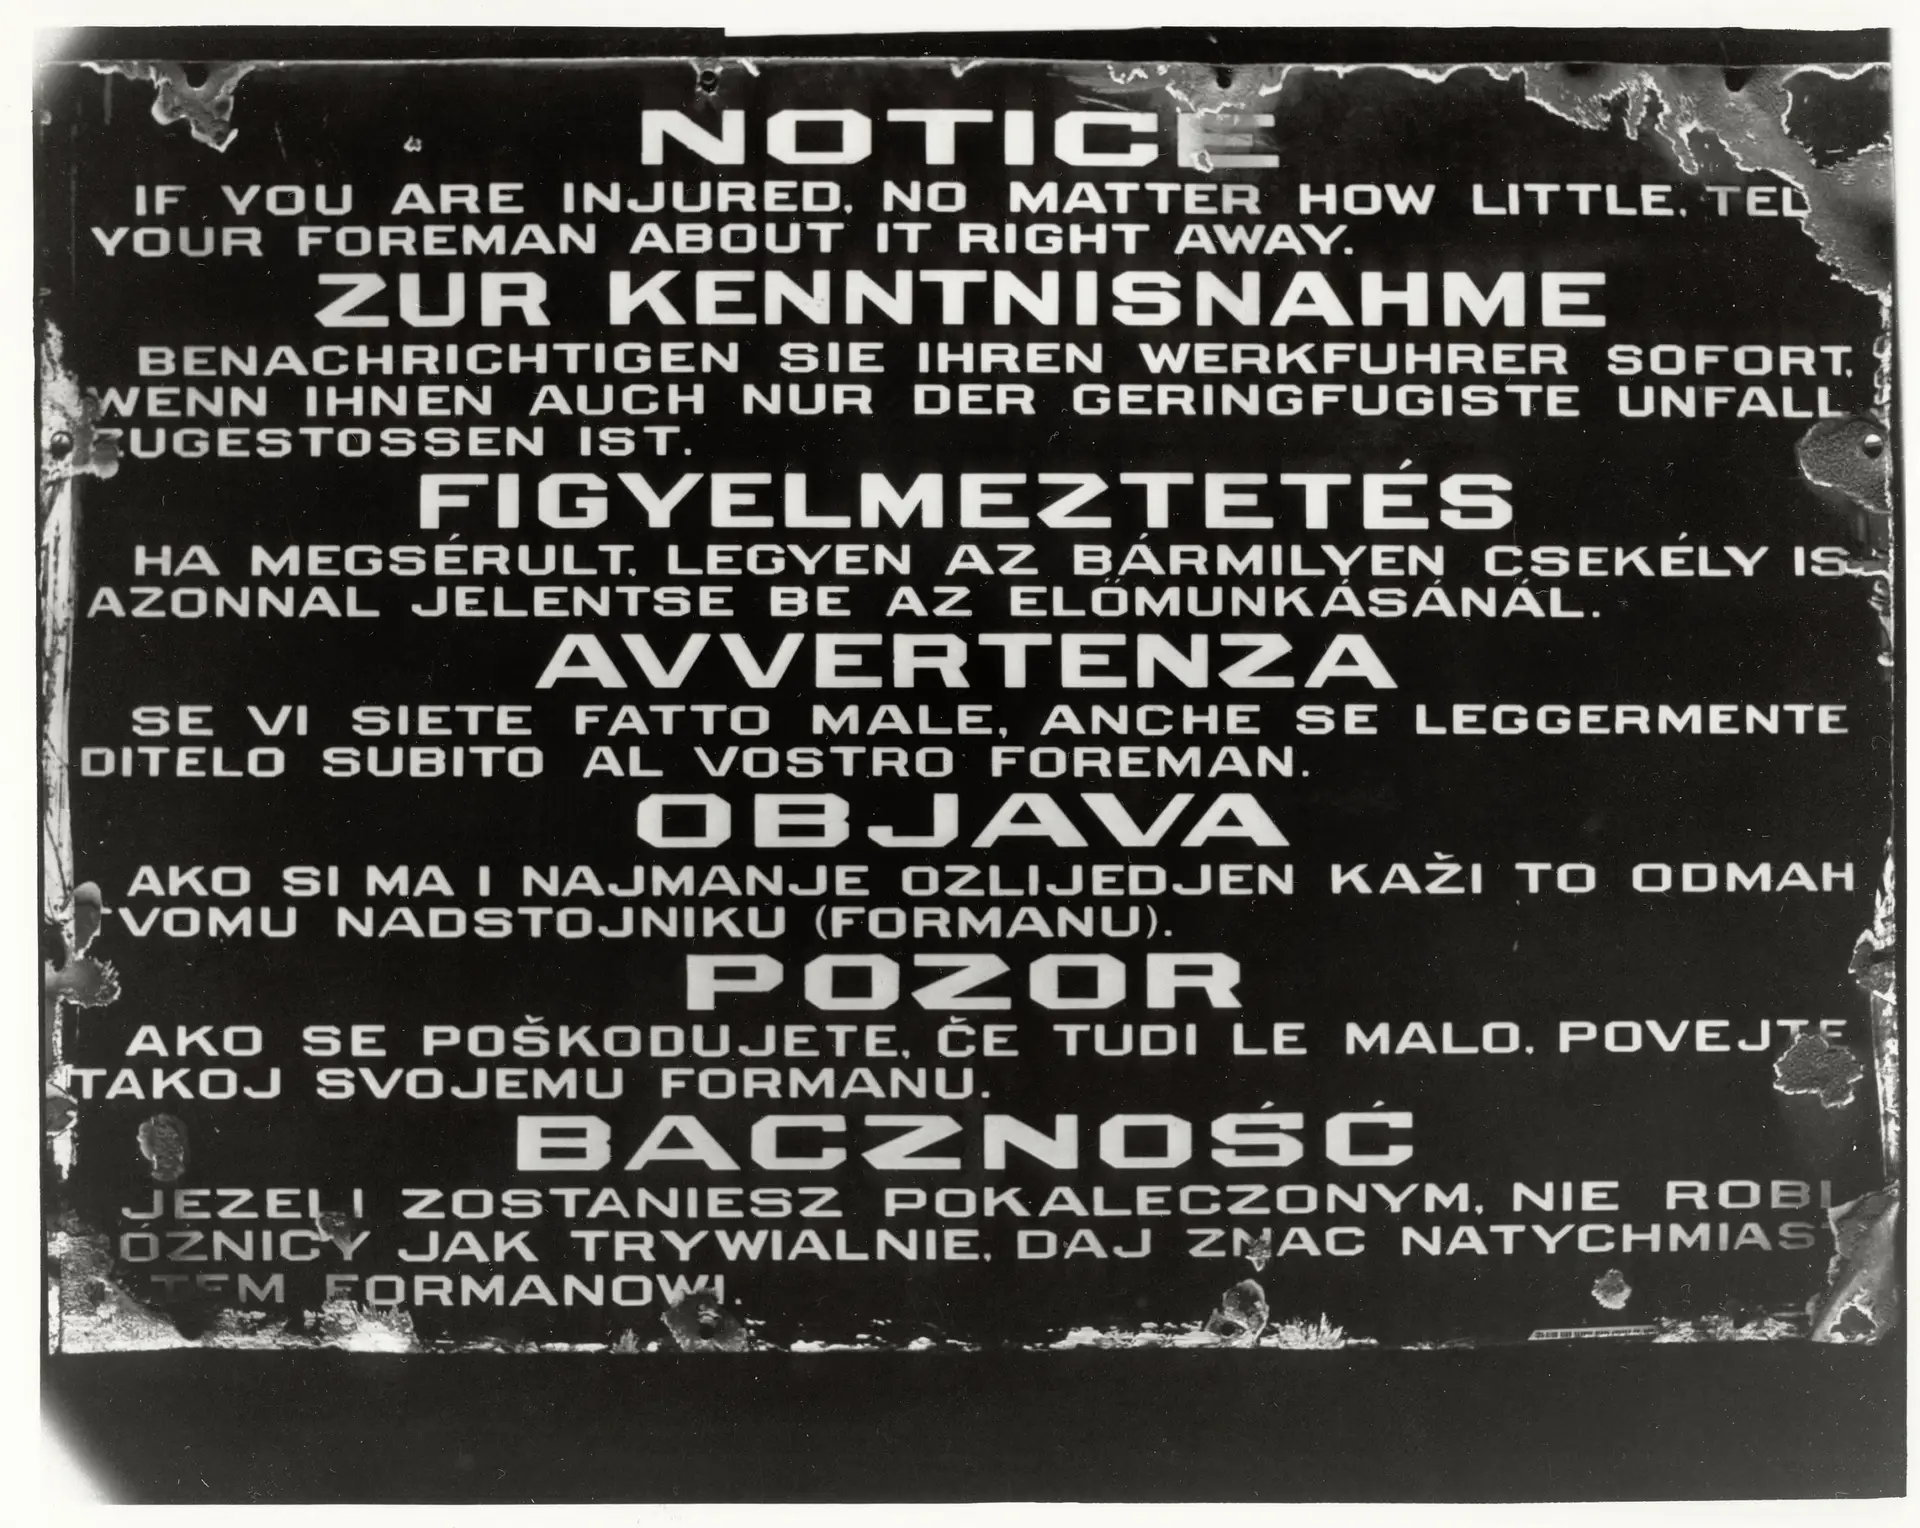 NOTICE
IF YOU ARE INJURED, NO MATTER HOW LITTLE, TEL
YOUR FOREMAN ABOUT IT RIGHT AWAY.
ZUR KENNTNISNAHME
BENACHRICHTIGEN SIE IHREN WERKFUHRER SOFORT,
WENN IHNEN AUCH NUR DER GERINGFUGISTE UNFALL
ZUGESTOSSEN IST.
FIGYELMEZTETÉS
HA MEGSÉRULT, LEGYEN AZ BÁRMILYEN CSEKÉLY IS
AZONNAL JELENTSE BE AZ ELŐMUNKÁSÁNÁL.
AVVERTENZA
SE VI SIETE FATTO MALE, ANCHE SE LEGGERMENTE
DITELO SUBITO AL VOSTRO FOREMAN.
OBJAVA
AKO SI MA I NAJMANJE OZLIJEDJEN KAŽI TO ODMAH
TVOMU NADSTOJNIKU (FORMANU).
POZOR
AKO SE POŠKODUJETE, ČE TUDI LE MALO, POVEJTE
TAKOJ SVOJEMU FORMANU.
BACZNOŚĆ
JEZELI ZOSTANIESZ POKALECZONYM, NIE ROBI
ÓZNICY JAK TRYWIALNIE, DAJ ZNAC NATYCHMIAS
TEM FORMANOWI.